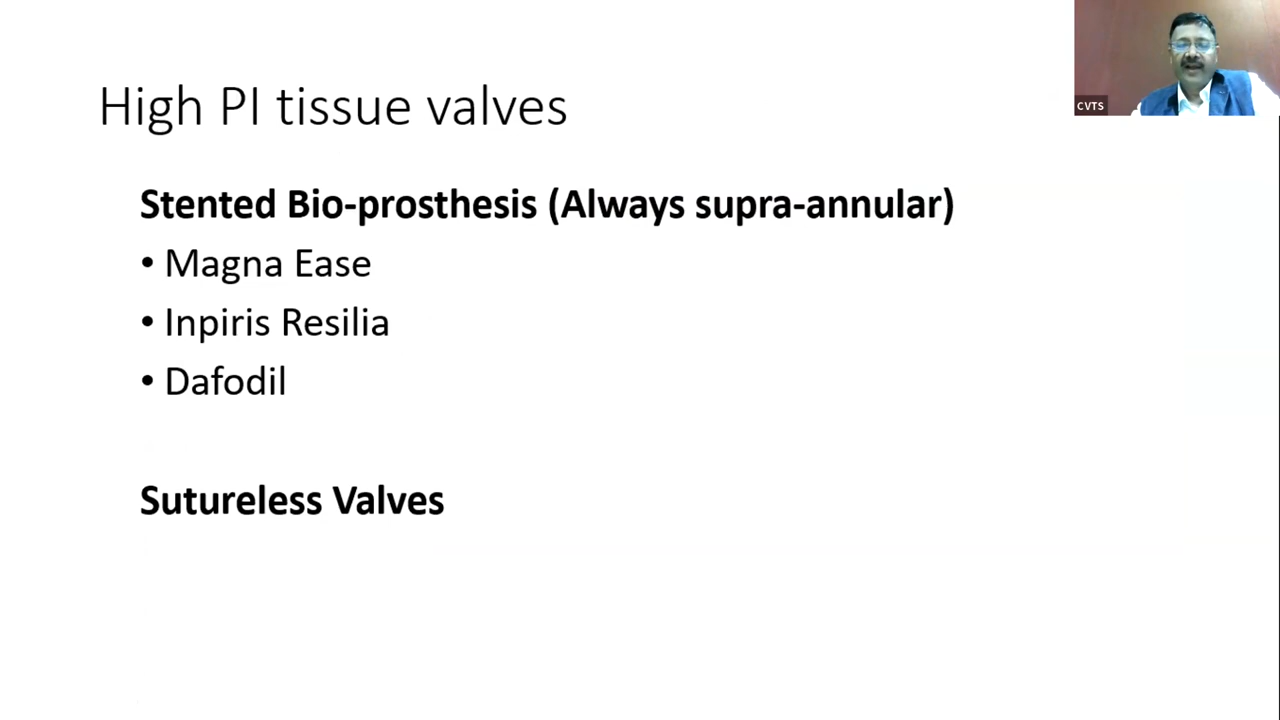 High PI tissue valves
CVTS
Stented Bio-prosthesis (Always supra-annular)
• Magna Ease
• Inpiris Resilia
• Dafodil
Sutureless Valves